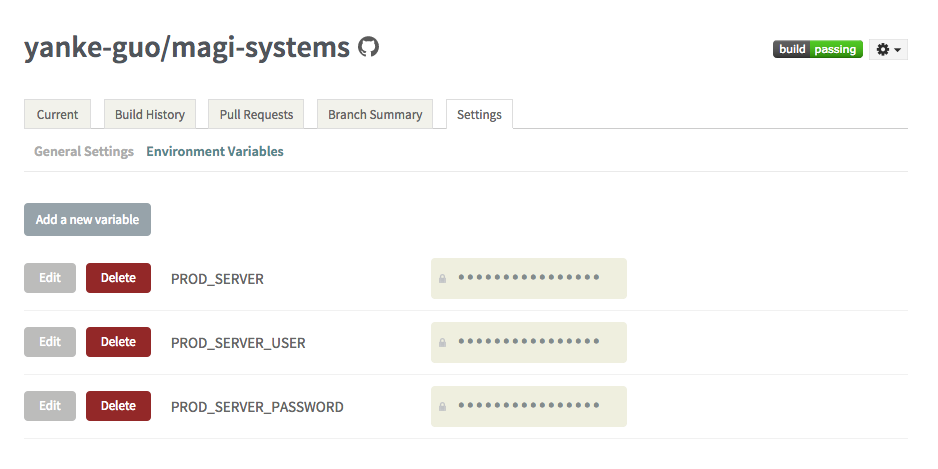 yanke-guo/magi-systems
build passing
Current Build History Pull Requests Branch Summary Settings
General Settings Environment Variables
Add a new variable
Edit Delete PROD_SERVER ••••••••••••••••
Edit Delete PROD_SERVER_USER ••••••••••••••••
Edit Delete PROD_SERVER_PASSWORD ••••••••••••••••